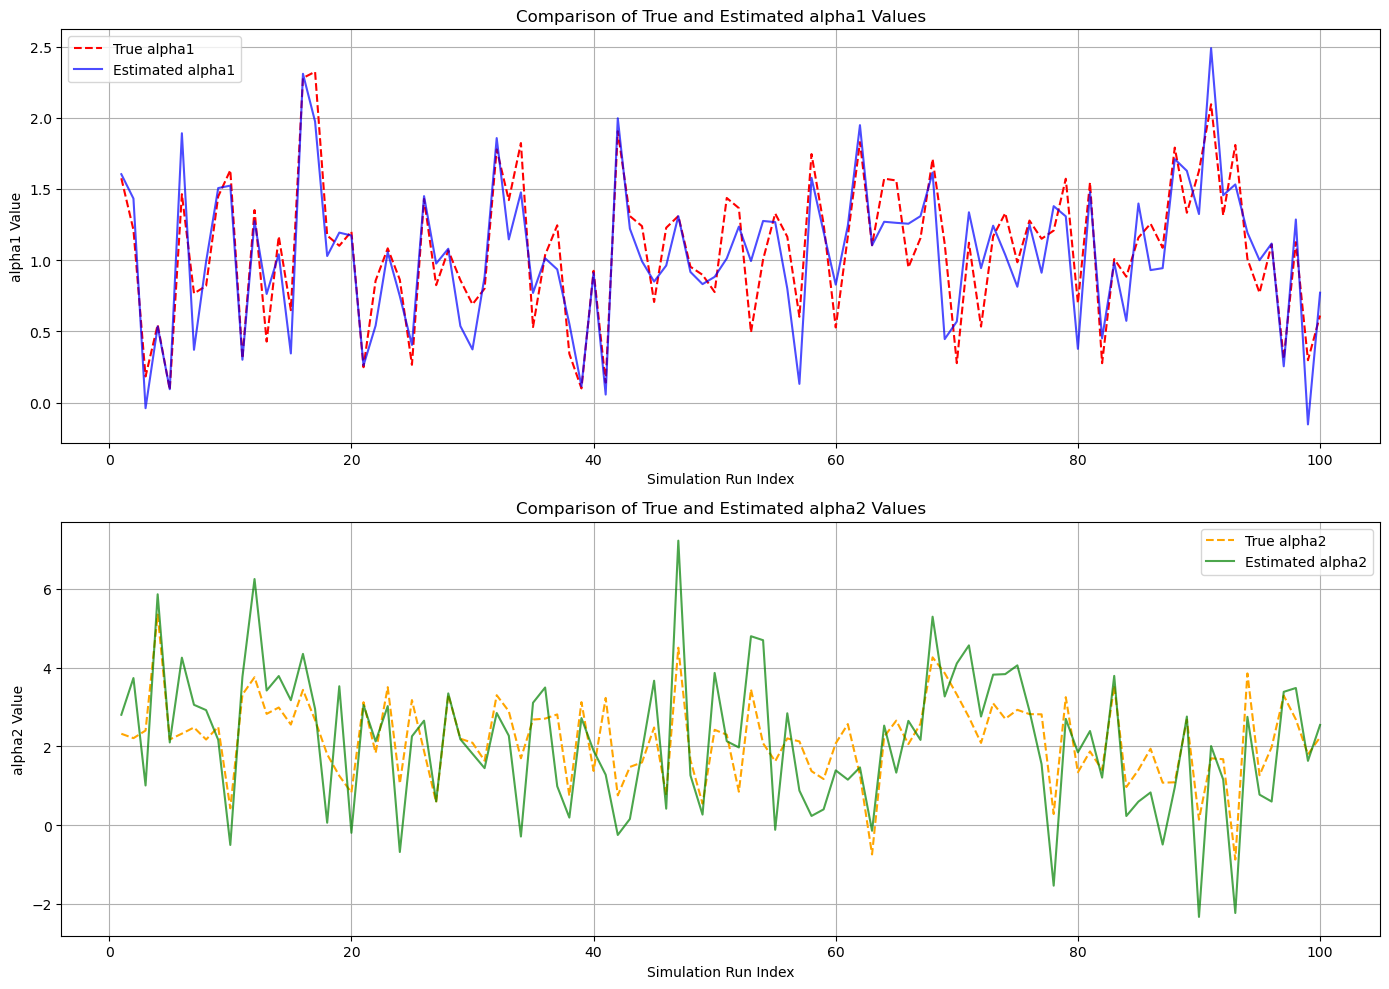 Comparison of True and Estimated alpha1 Values
True alpha1
Estimated alpha1
alpha1 Value
2.5
2.0
1.5
1.0
0.5
0.0
0 20 40 60 80 100
Simulation Run Index
Comparison of True and Estimated alpha2 Values
True alpha2
Estimated alpha2
alpha2 Value
6
4
2
0
−2
0 20 40 60 80 100
Simulation Run Index